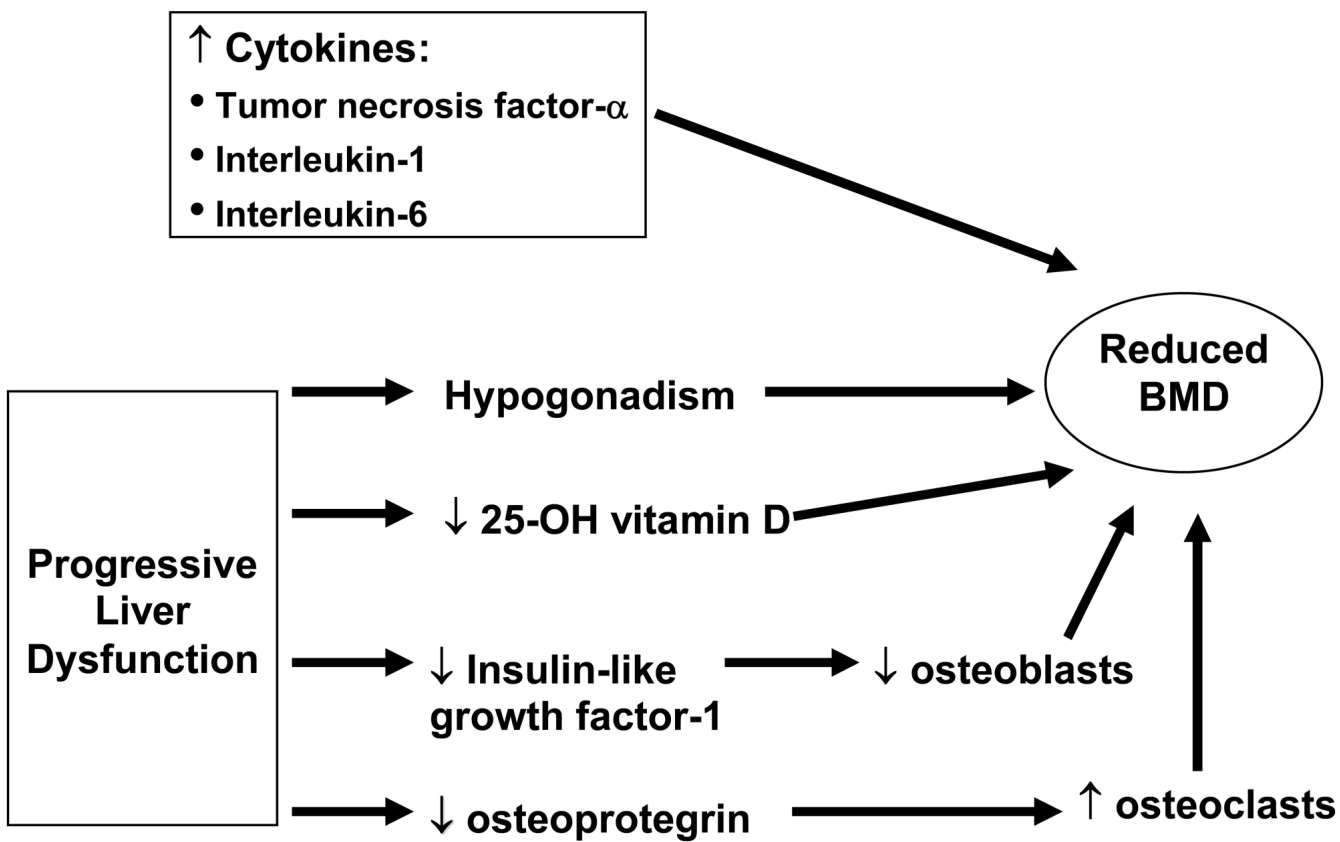 ↑ Cytokines:
• Tumor necrosis factor-α
• Interleukin-1
• Interleukin-6
Reduced
BMD
Hypogonadism
↓ 25-OH vitamin D
Progressive
Liver
Dysfunction
↓ Insulin-like
growth factor-1
↓ osteoblasts
↓ osteoprotegrin
↑ osteoclasts